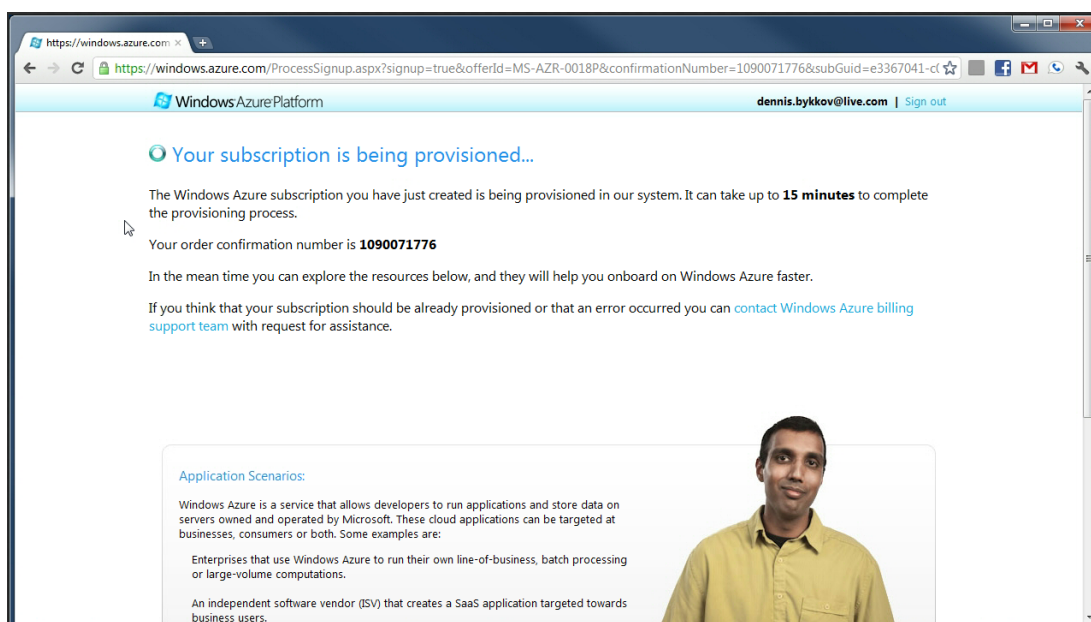 https://windows.azure.com
https://windows.azure.com/ProcessSignup.aspx?signup=true&offerId=MS-AZR-0018P&confirmationNumber=1090071776&subGuid=e3367041-c
Windows Azure Platform
dennis.bykkov@live.com | Sign out
Your subscription is being provisioned...
The Windows Azure subscription you have just created is being provisioned in our system. It can take up to 15 minutes to complete
the provisioning process.
Your order confirmation number is 1090071776
In the mean time you can explore the resources below, and they will help you onboard on Windows Azure faster.
If you think that your subscription should be already provisioned or that an error occurred you can contact Windows Azure billing
support team with request for assistance.
Application Scenarios:
Windows Azure is a service that allows developers to run applications and store data on
servers owned and operated by Microsoft. These cloud applications can be targeted at
businesses, consumers or both. Some examples are:
Enterprises that use Windows Azure to run their own line-of-business, batch processing
or large-volume computations.
An independent software vendor (ISV) that creates a SaaS application targeted towards
business users.